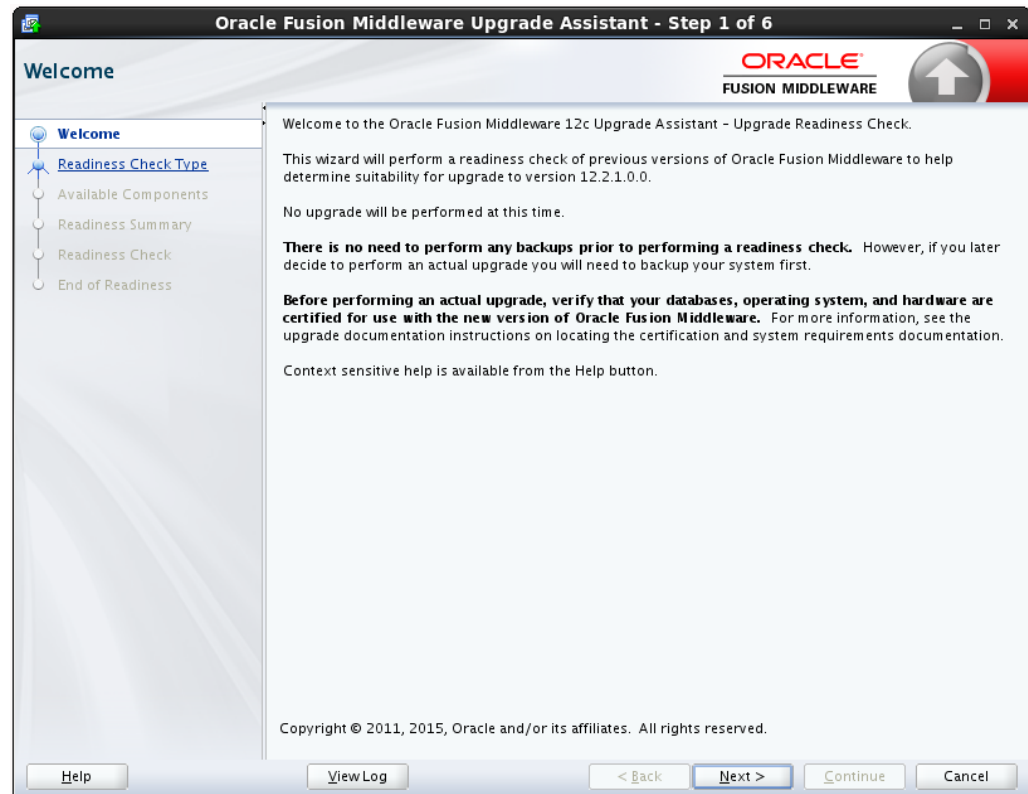 Oracle Fusion Middleware Upgrade Assistant - Step 1 of 6
Welcome
ORACLE®
FUSION MIDDLEWARE
Welcome
Readiness Check Type
Available Components
Readiness Summary
Readiness Check
End of Readiness
Welcome to the Oracle Fusion Middleware 12c Upgrade Assistant – Upgrade Readiness Check.
This wizard will perform a readiness check of previous versions of Oracle Fusion Middleware to help
determine suitability for upgrade to version 12.2.1.0.0.
No upgrade will be performed at this time.
There is no need to perform any backups prior to performing a readiness check. However, if you later
decide to perform an actual upgrade you will need to backup your system first.
Before performing an actual upgrade, verify that your databases, operating system, and hardware are
certified for use with the new version of Oracle Fusion Middleware. For more information, see the
upgrade documentation instructions on locating the certification and system requirements documentation.
Context sensitive help is available from the Help button.
Copyright © 2011, 2015, Oracle and/or its affiliates. All rights reserved.
Help
View Log
< Back
Next >
Continue
Cancel